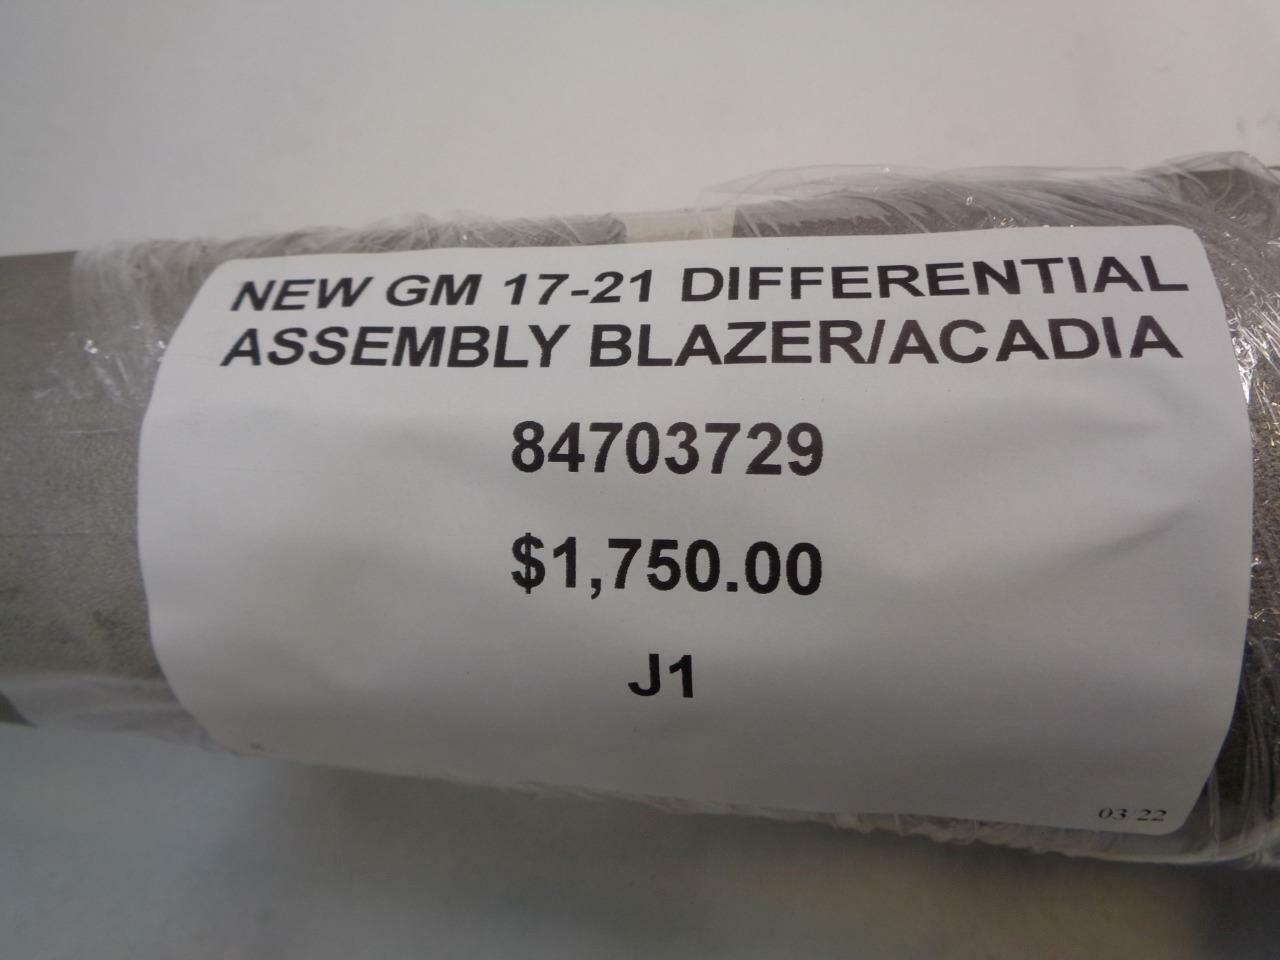 NEW GM 17-21 DIFFERENTIAL
ASSEMBLY BLAZER/ACADIA
84703729
$1,750.00
J1
03/22